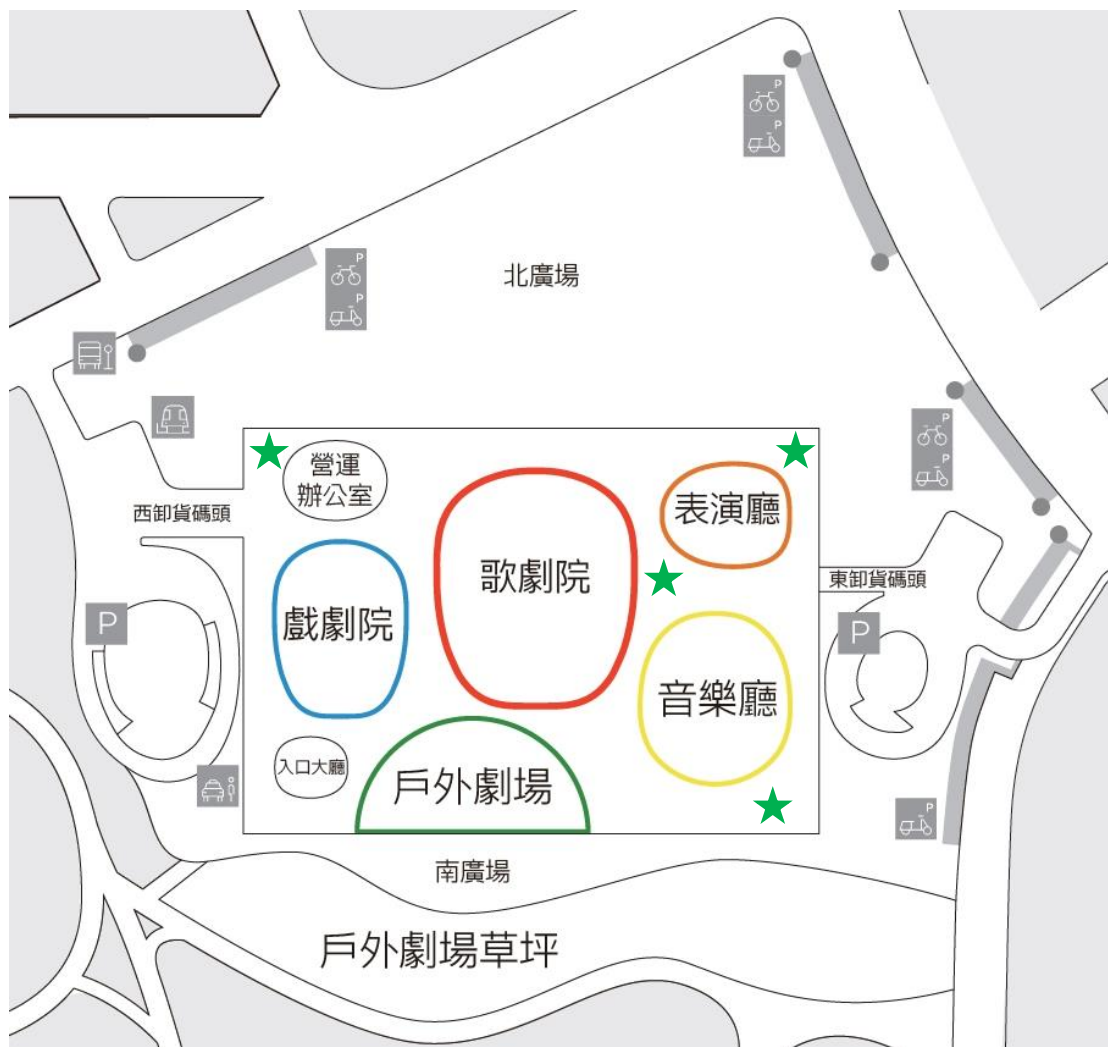 P
P
北廣場
P
P
P
P
營運
辦公室
表演廳
西卸貨碼頭
歌劇院
東卸貨碼頭
戲劇院
P
P
音樂廳
入口大廳
戶外劇場
P
南廣場
戶外劇場草坪